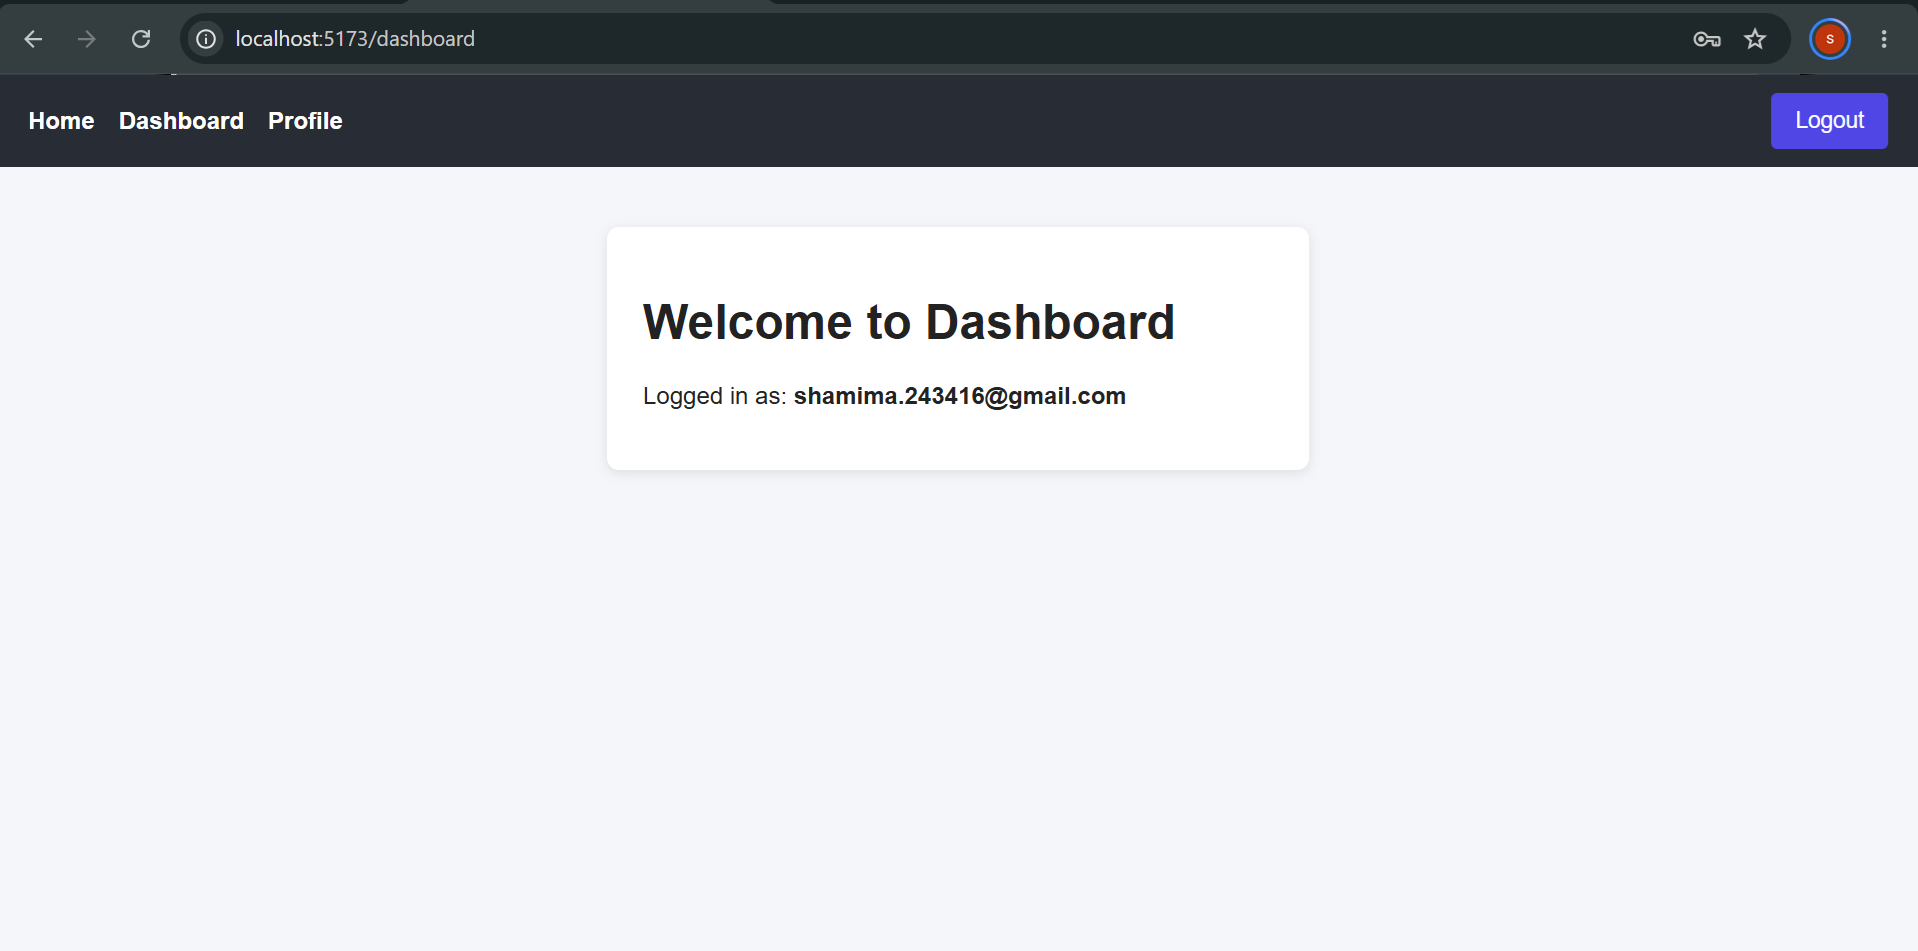 localhost:5173/dashboard
S
Home Dashboard Profile Logout
Welcome to Dashboard
Logged in as: shamima.243416@gmail.com